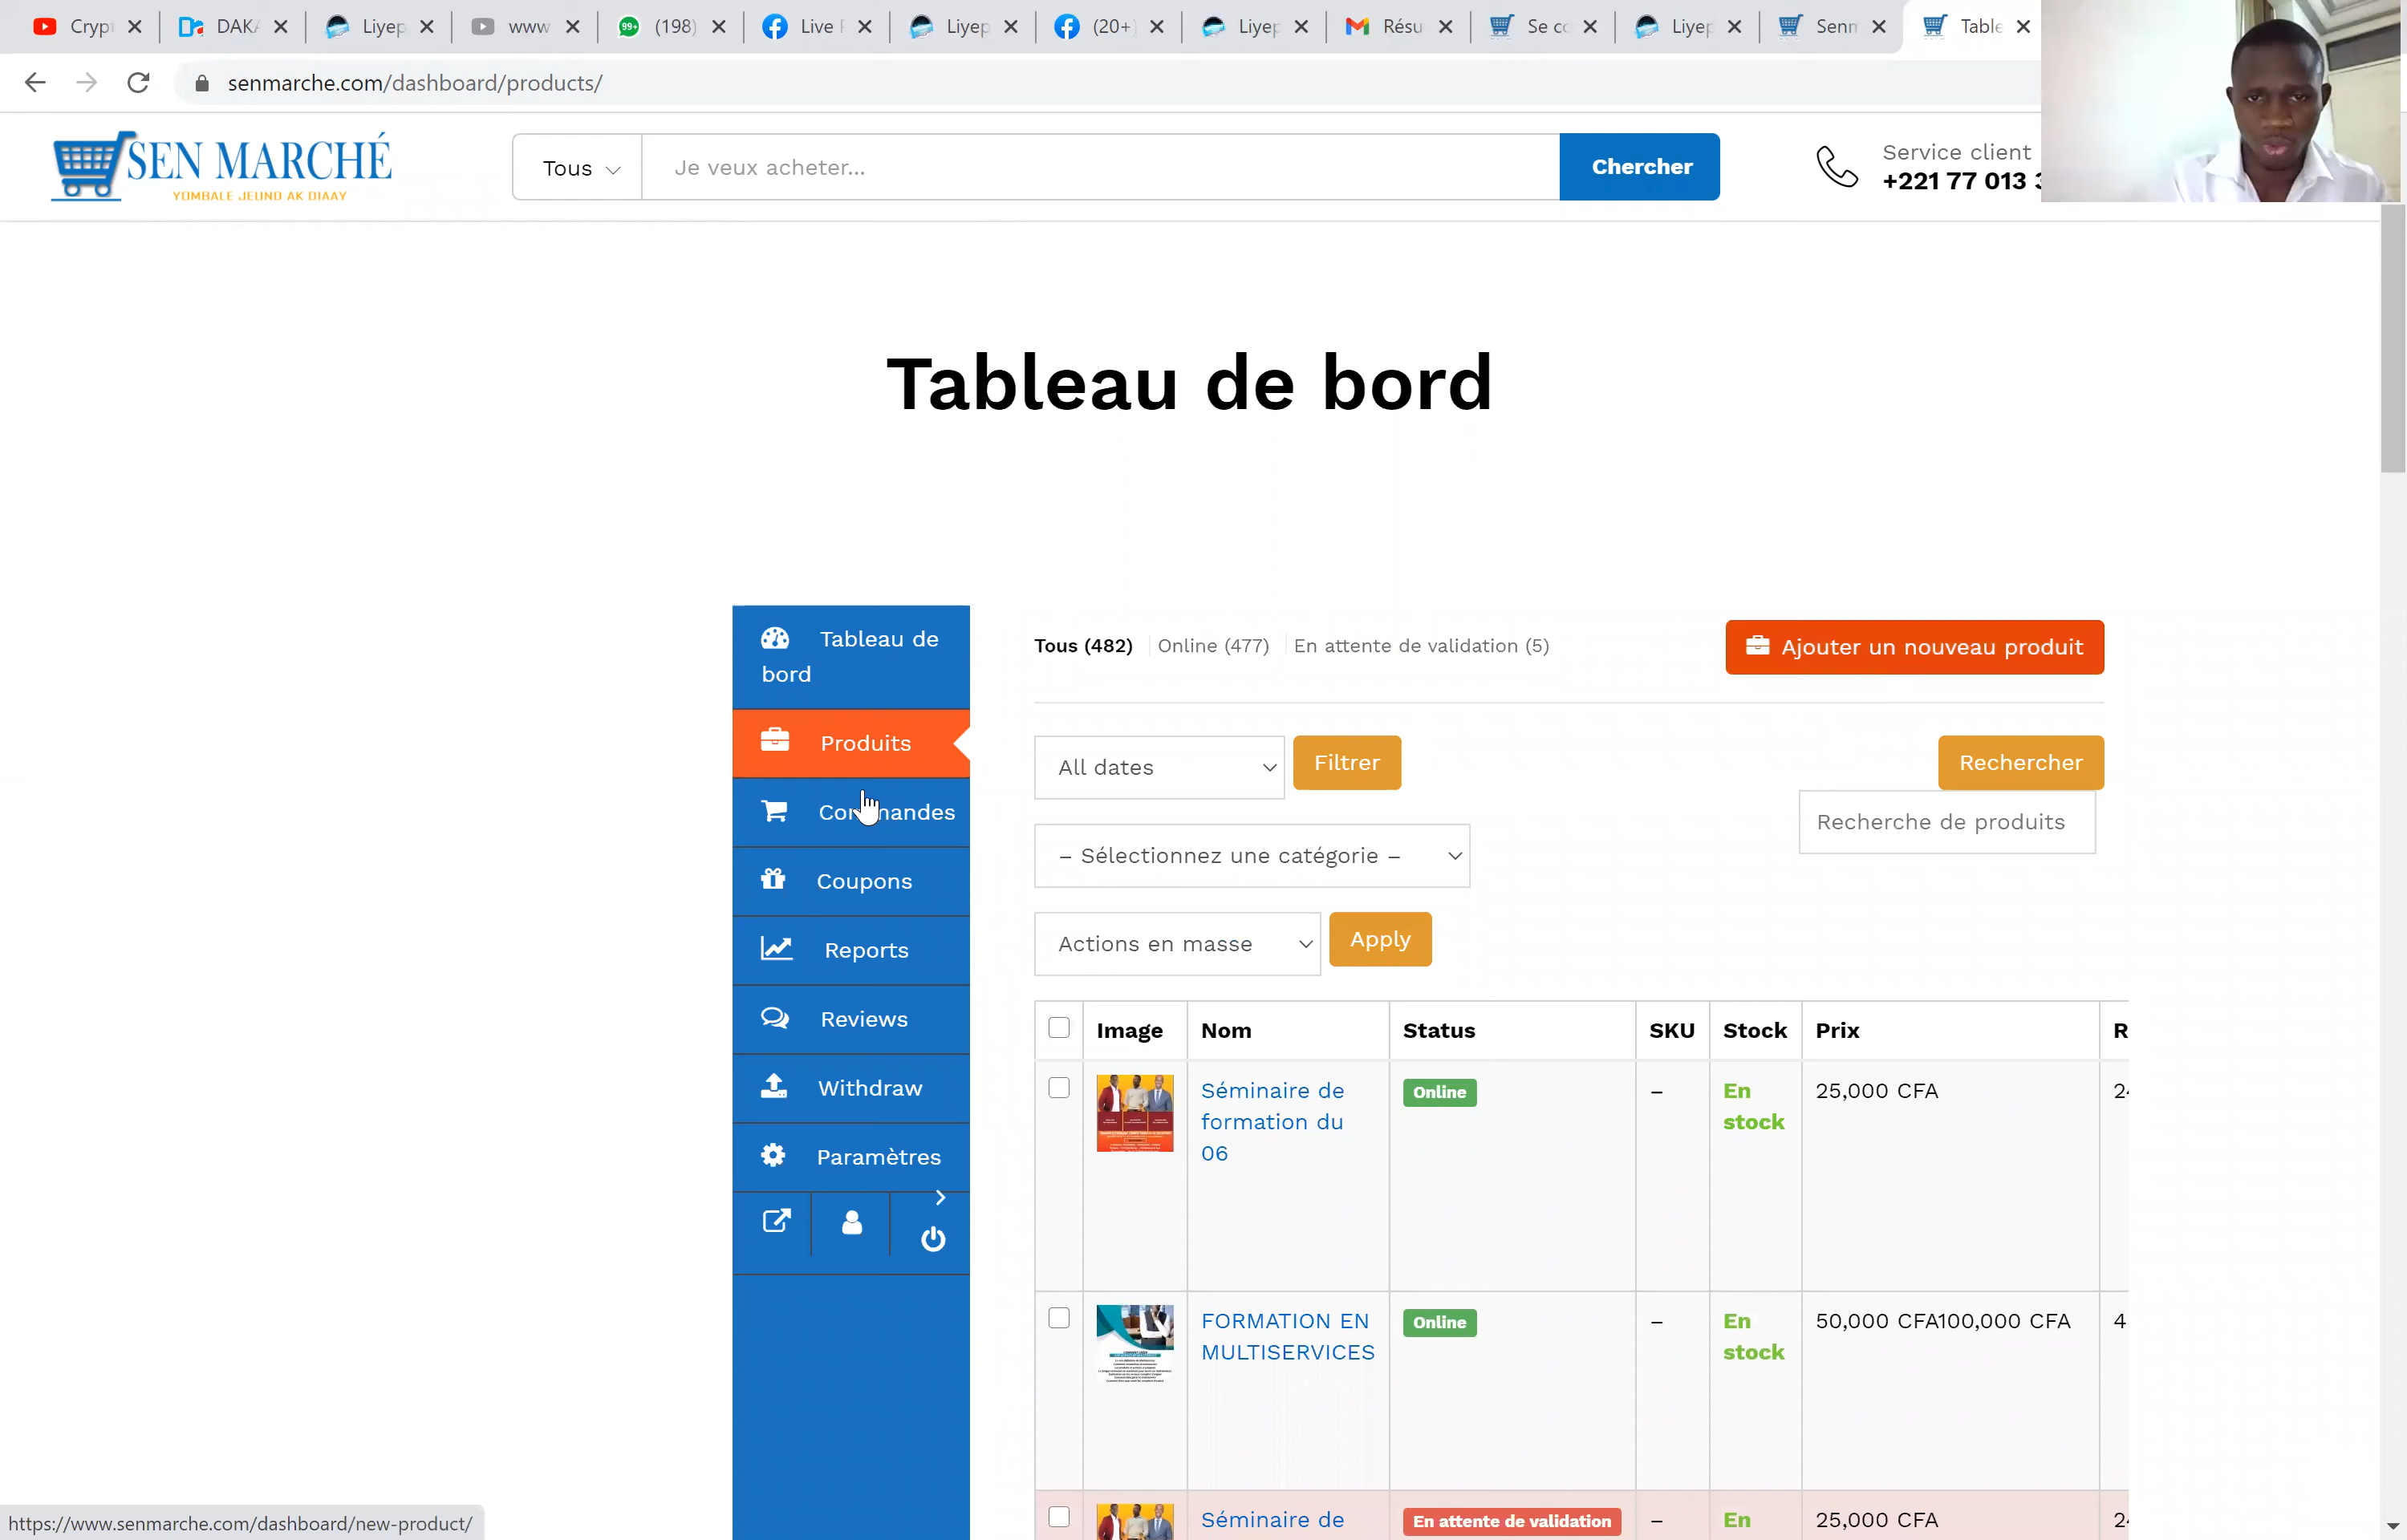 Cryp
DAKA
Liyep
www
99+
(198)
Live
Liyep
(20+)
Liyep
Résu
Se co
Liyep
Senm
Table
senmarche.com/dashboard/products/
SEN MARCHÉ
YOMBALE JEUND AK DIAAY
Tous
Je veux acheter...
Chercher
Service client
+221 77 013
Tableau de bord
Tableau de
bord
Produits
Commandes
Coupons
Reports
Reviews
Withdraw
Paramètres
Tous (482)
Online (477)
En attente de validation (5)
Ajouter un nouveau produit
All dates
Filtrer
Rechercher
Recherche de produits
– Sélectionnez une catégorie –
Actions en masse
Apply
Image Nom Status SKU Stock Prix R
Séminaire de
formation du
06
Online
–
En
stock
25,000 CFA
24
FORMATION EN
MULTISERVICES
Online
–
En
stock
50,000 CFA100,000 CFA
4
Séminaire de
En attente de validation
–
En
25,000 CFA
24
https://www.senmarche.com/dashboard/new-product/